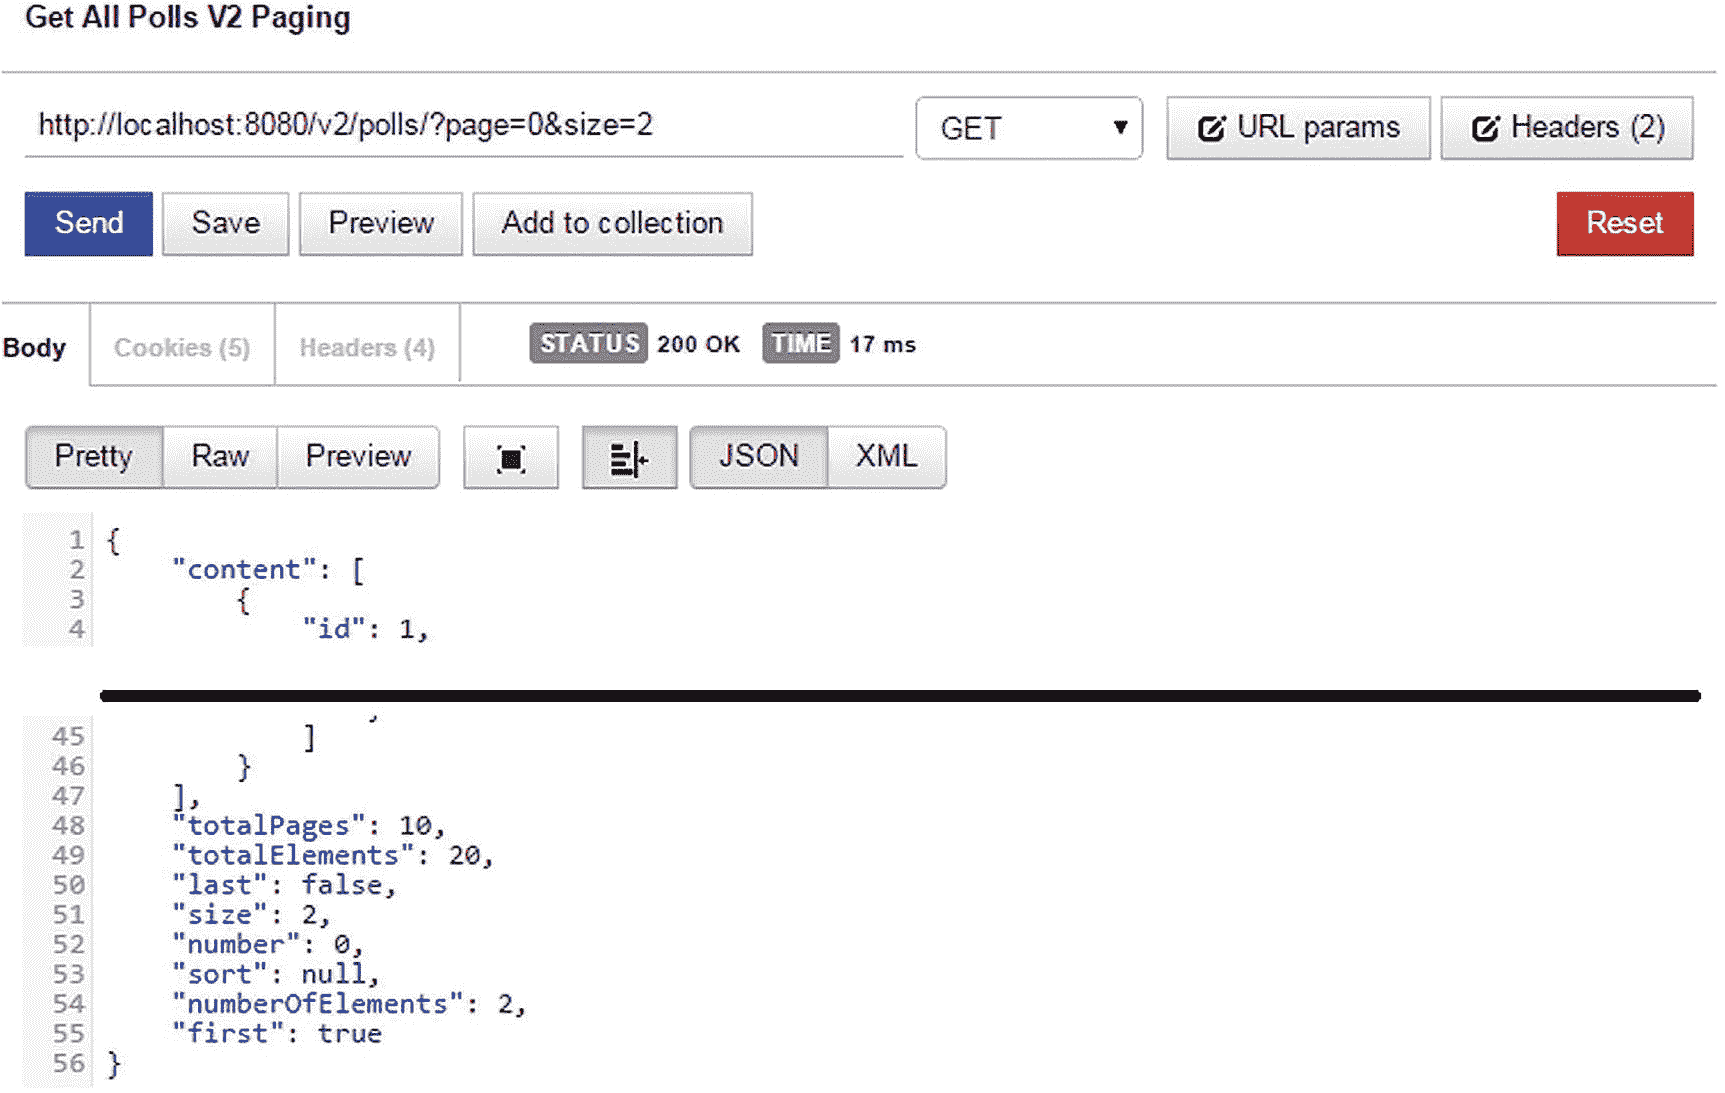 Get All Polls V2 Paging
http://localhost:8080/v2/polls/?page=0&size=2 GET URL params Headers (2)
Send Save Preview Add to collection Reset
Body Cookies (5) Headers (4) STATUS 200 OK TIME 17 ms
Pretty Raw Preview JSON XML
1 {
2 "content": [
3 {
4 "id": 1,
45 ]
46 }
47 ],
48 "totalPages": 10,
49 "totalElements": 20,
50 "last": false,
51 "size": 2,
52 "number": 0,
53 "sort": null,
54 "numberOfElements": 2,
55 "first": true
56 }